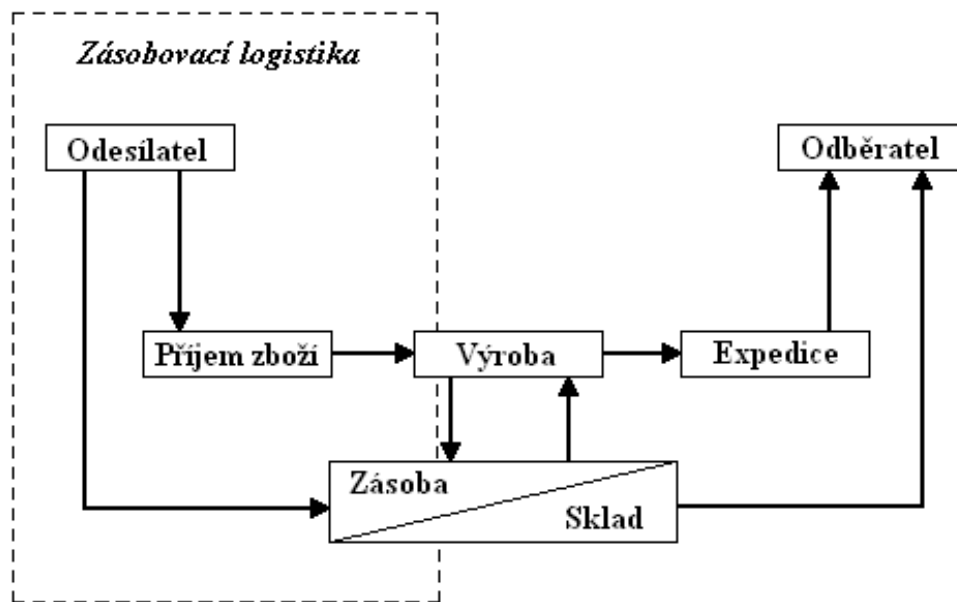 Zásobovací logistika
Odesílatel
Odběratel
Příjem zboží
Výroba
Expedice
Zásoba
Sklad